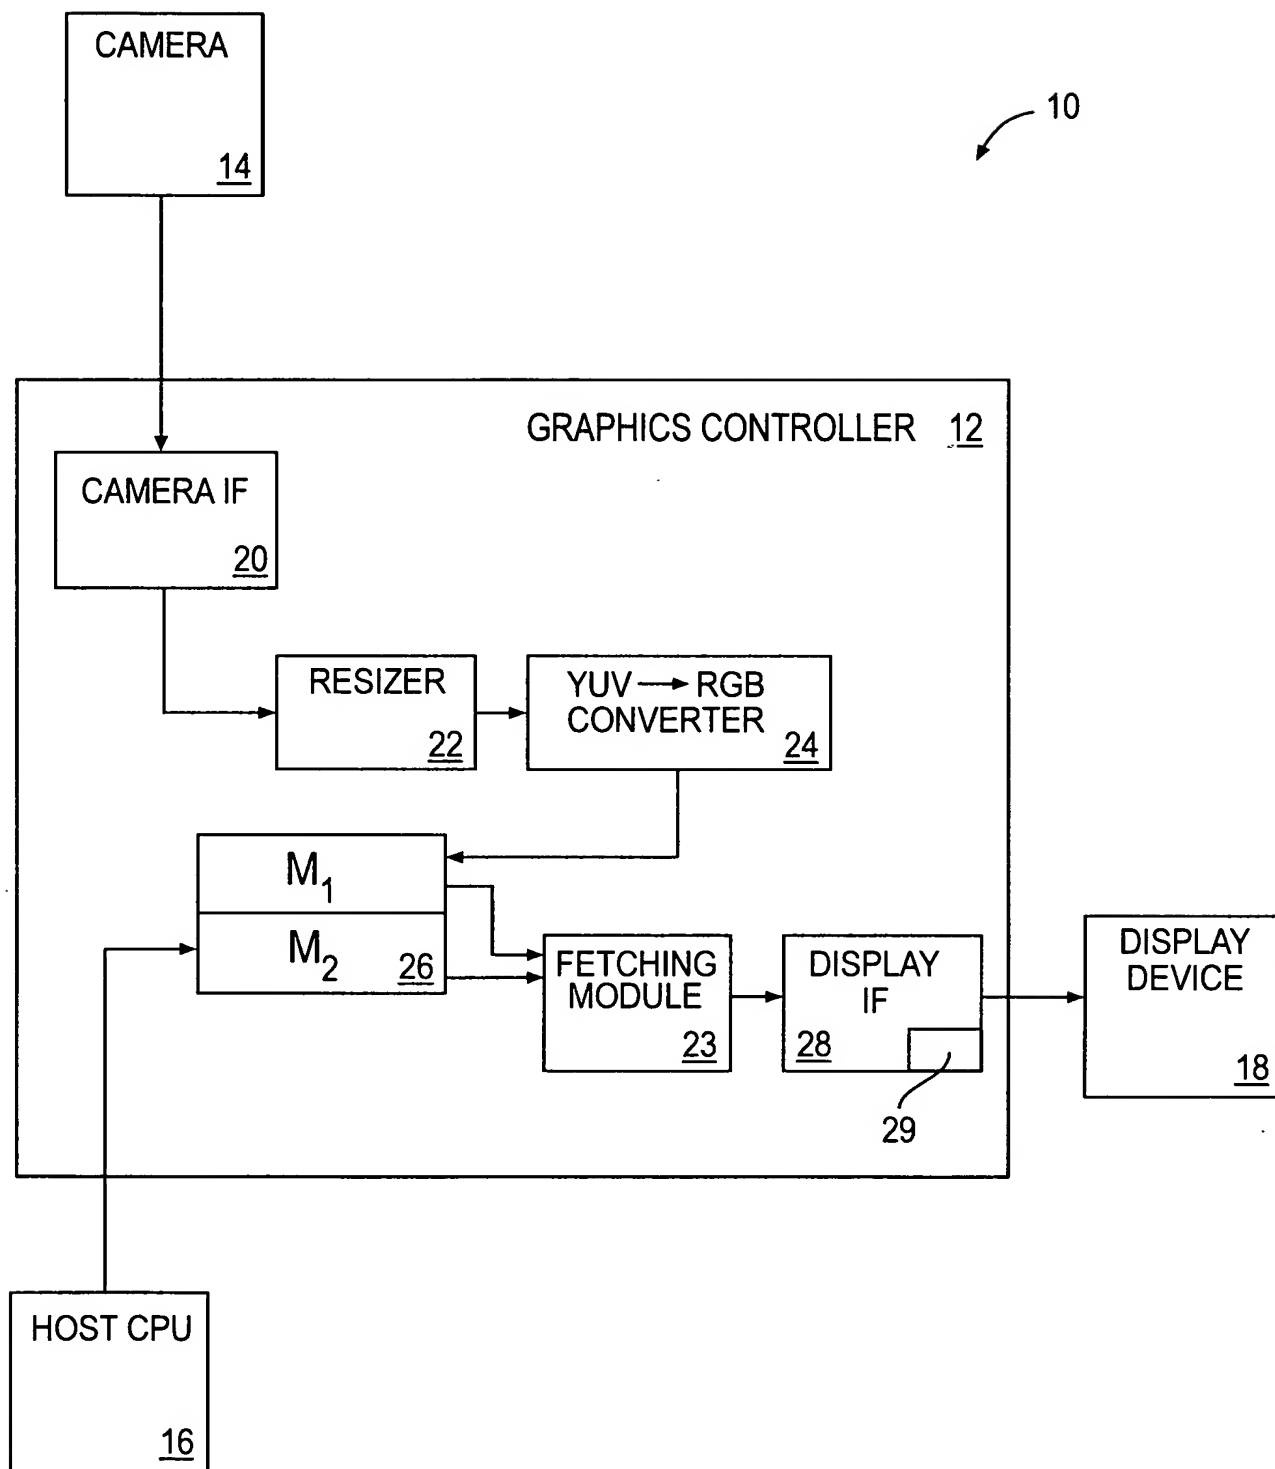 CAMERA
14
10
GRAPHICS CONTROLLER 12
CAMERA IF
20
RESIZER
22
YUV → RGB
CONVERTER
24
M₁
M₂
26
FETCHING
MODULE
23
DISPLAY
IF
28
29
DISPLAY
DEVICE
18
HOST CPU
16